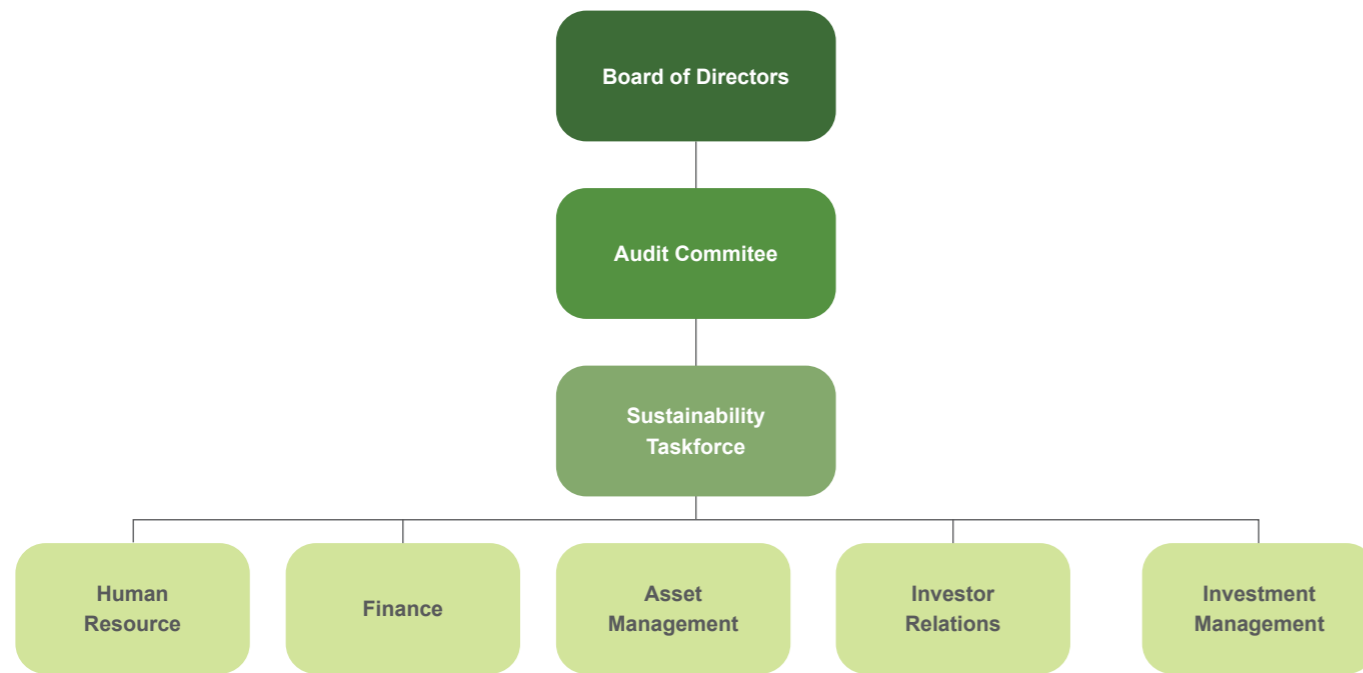 Board of Directors
Audit Commitee
Sustainability
Taskforce
Human
Resource
Finance
Asset
Management
Investor
Relations
Investment
Management